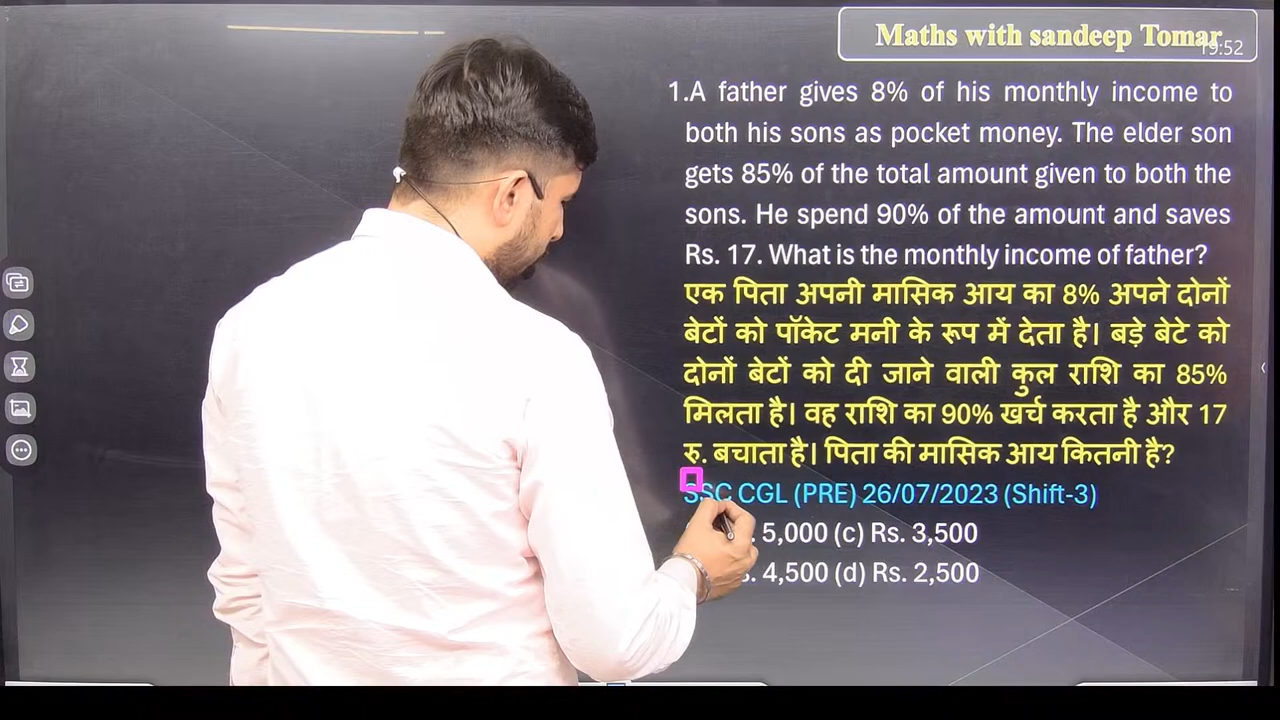 Maths with sandeep Tomar
19:52
1.A father gives 8% of his monthly income to
both his sons as pocket money. The elder son
gets 85% of the total amount given to both the
sons. He spend 90% of the amount and saves
Rs. 17. What is the monthly income of father?
एक पिता अपनी मासिक आय का 8% अपने दोनों
बेटों को पॉकेट मनी के रूप में देता है। बड़े बेटे को
दोनों बेटों को दी जाने वाली कुल राशि का 85%
मिलता है। वह राशि का 90% खर्च करता है और 17
रु. बचाता है। पिता की मासिक आय कितनी है?
SSC CGL (PRE) 26/07/2023 (Shift-3)
5,000 (c) Rs. 3,500
4,500 (d) Rs. 2,500